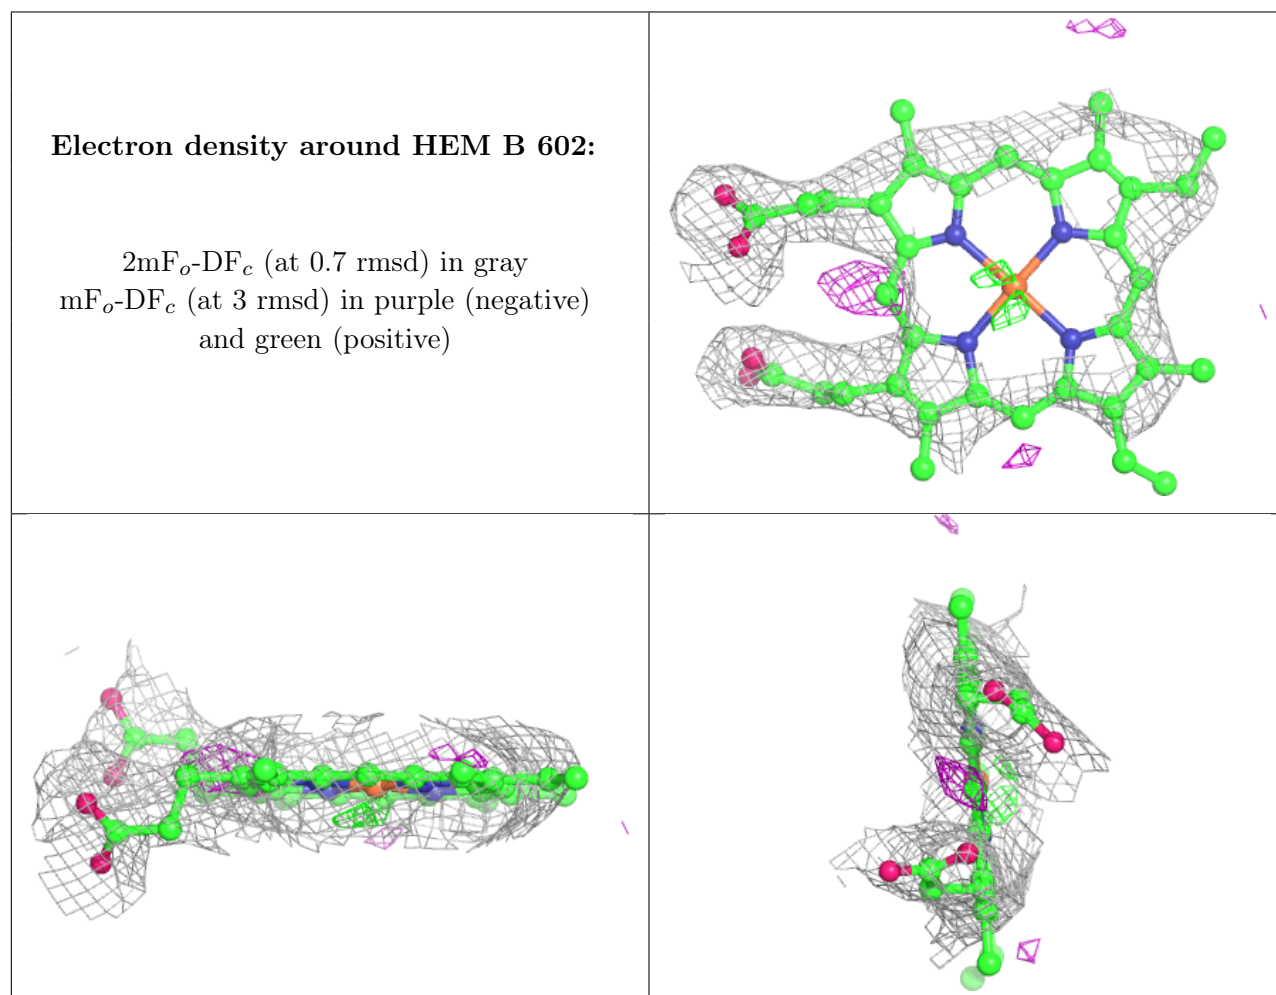 Electron density around HEM B 602:
2mFo-DFc (at 0.7 rmsd) in gray
mFo-DFc (at 3 rmsd) in purple (negative)
and green (positive)